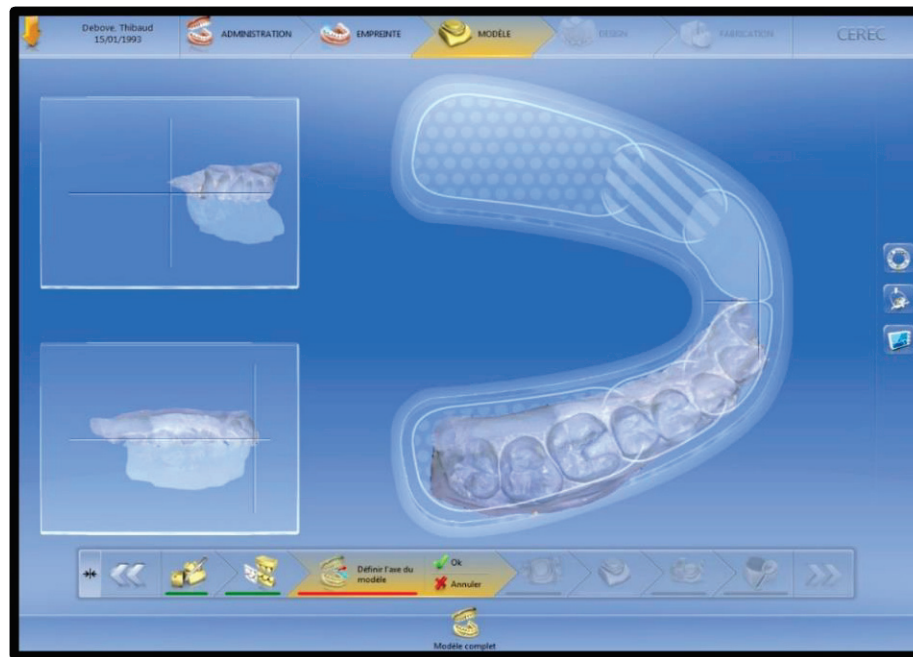 Debove, Thibaud
15/01/1993
ADMINISTRATION
EMPREINTE
MODÈLE
DESIGN
FABRICATION
CEREC
Définir l'axe du
modèle
Ok
Annuler
Modèle complet